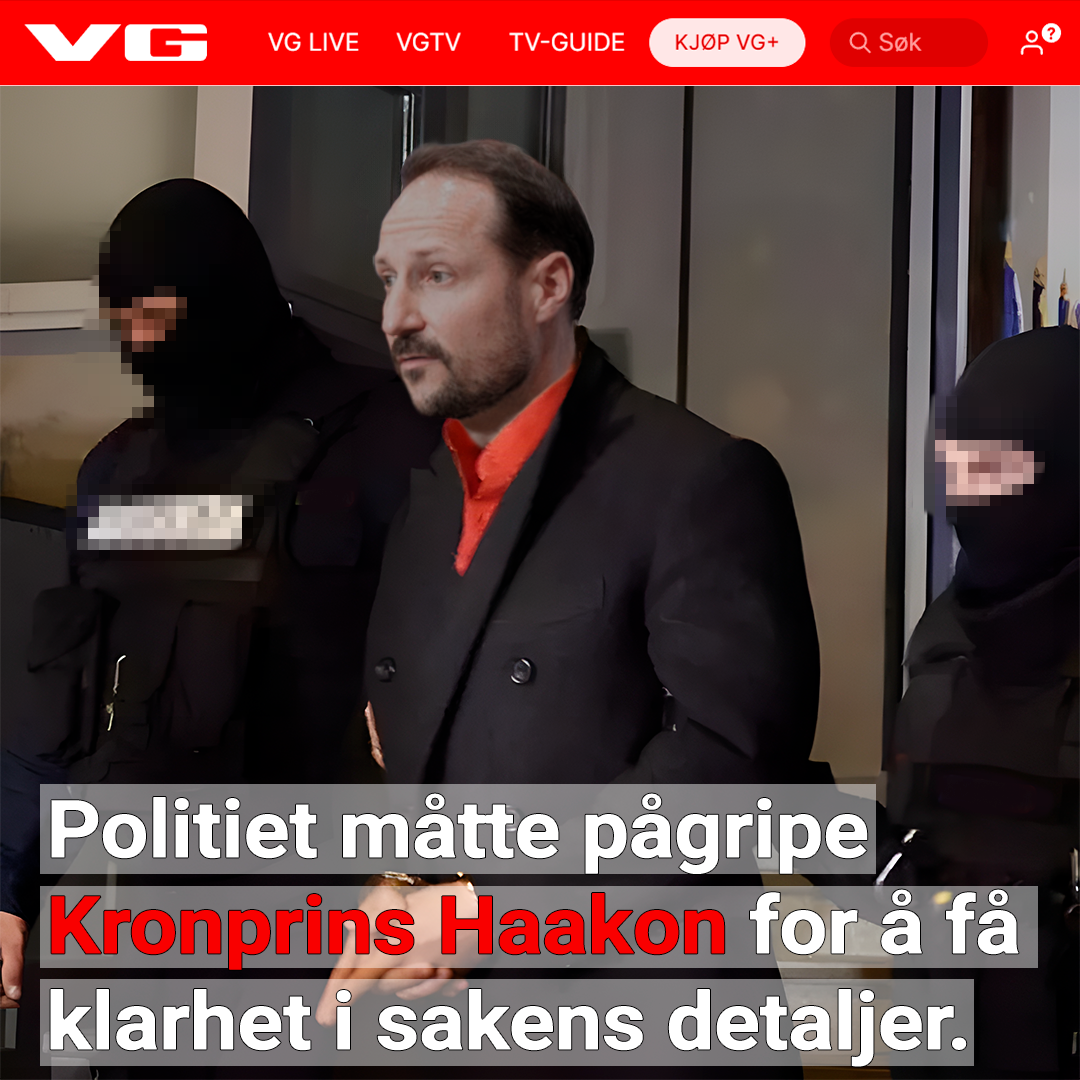 VG VG LIVE VGTV TV-GUIDE KJØP VG+ Søk ?
Politiet måtte pågripe
Kronprins Haakon for å få
klarhet i sakens detaljer.